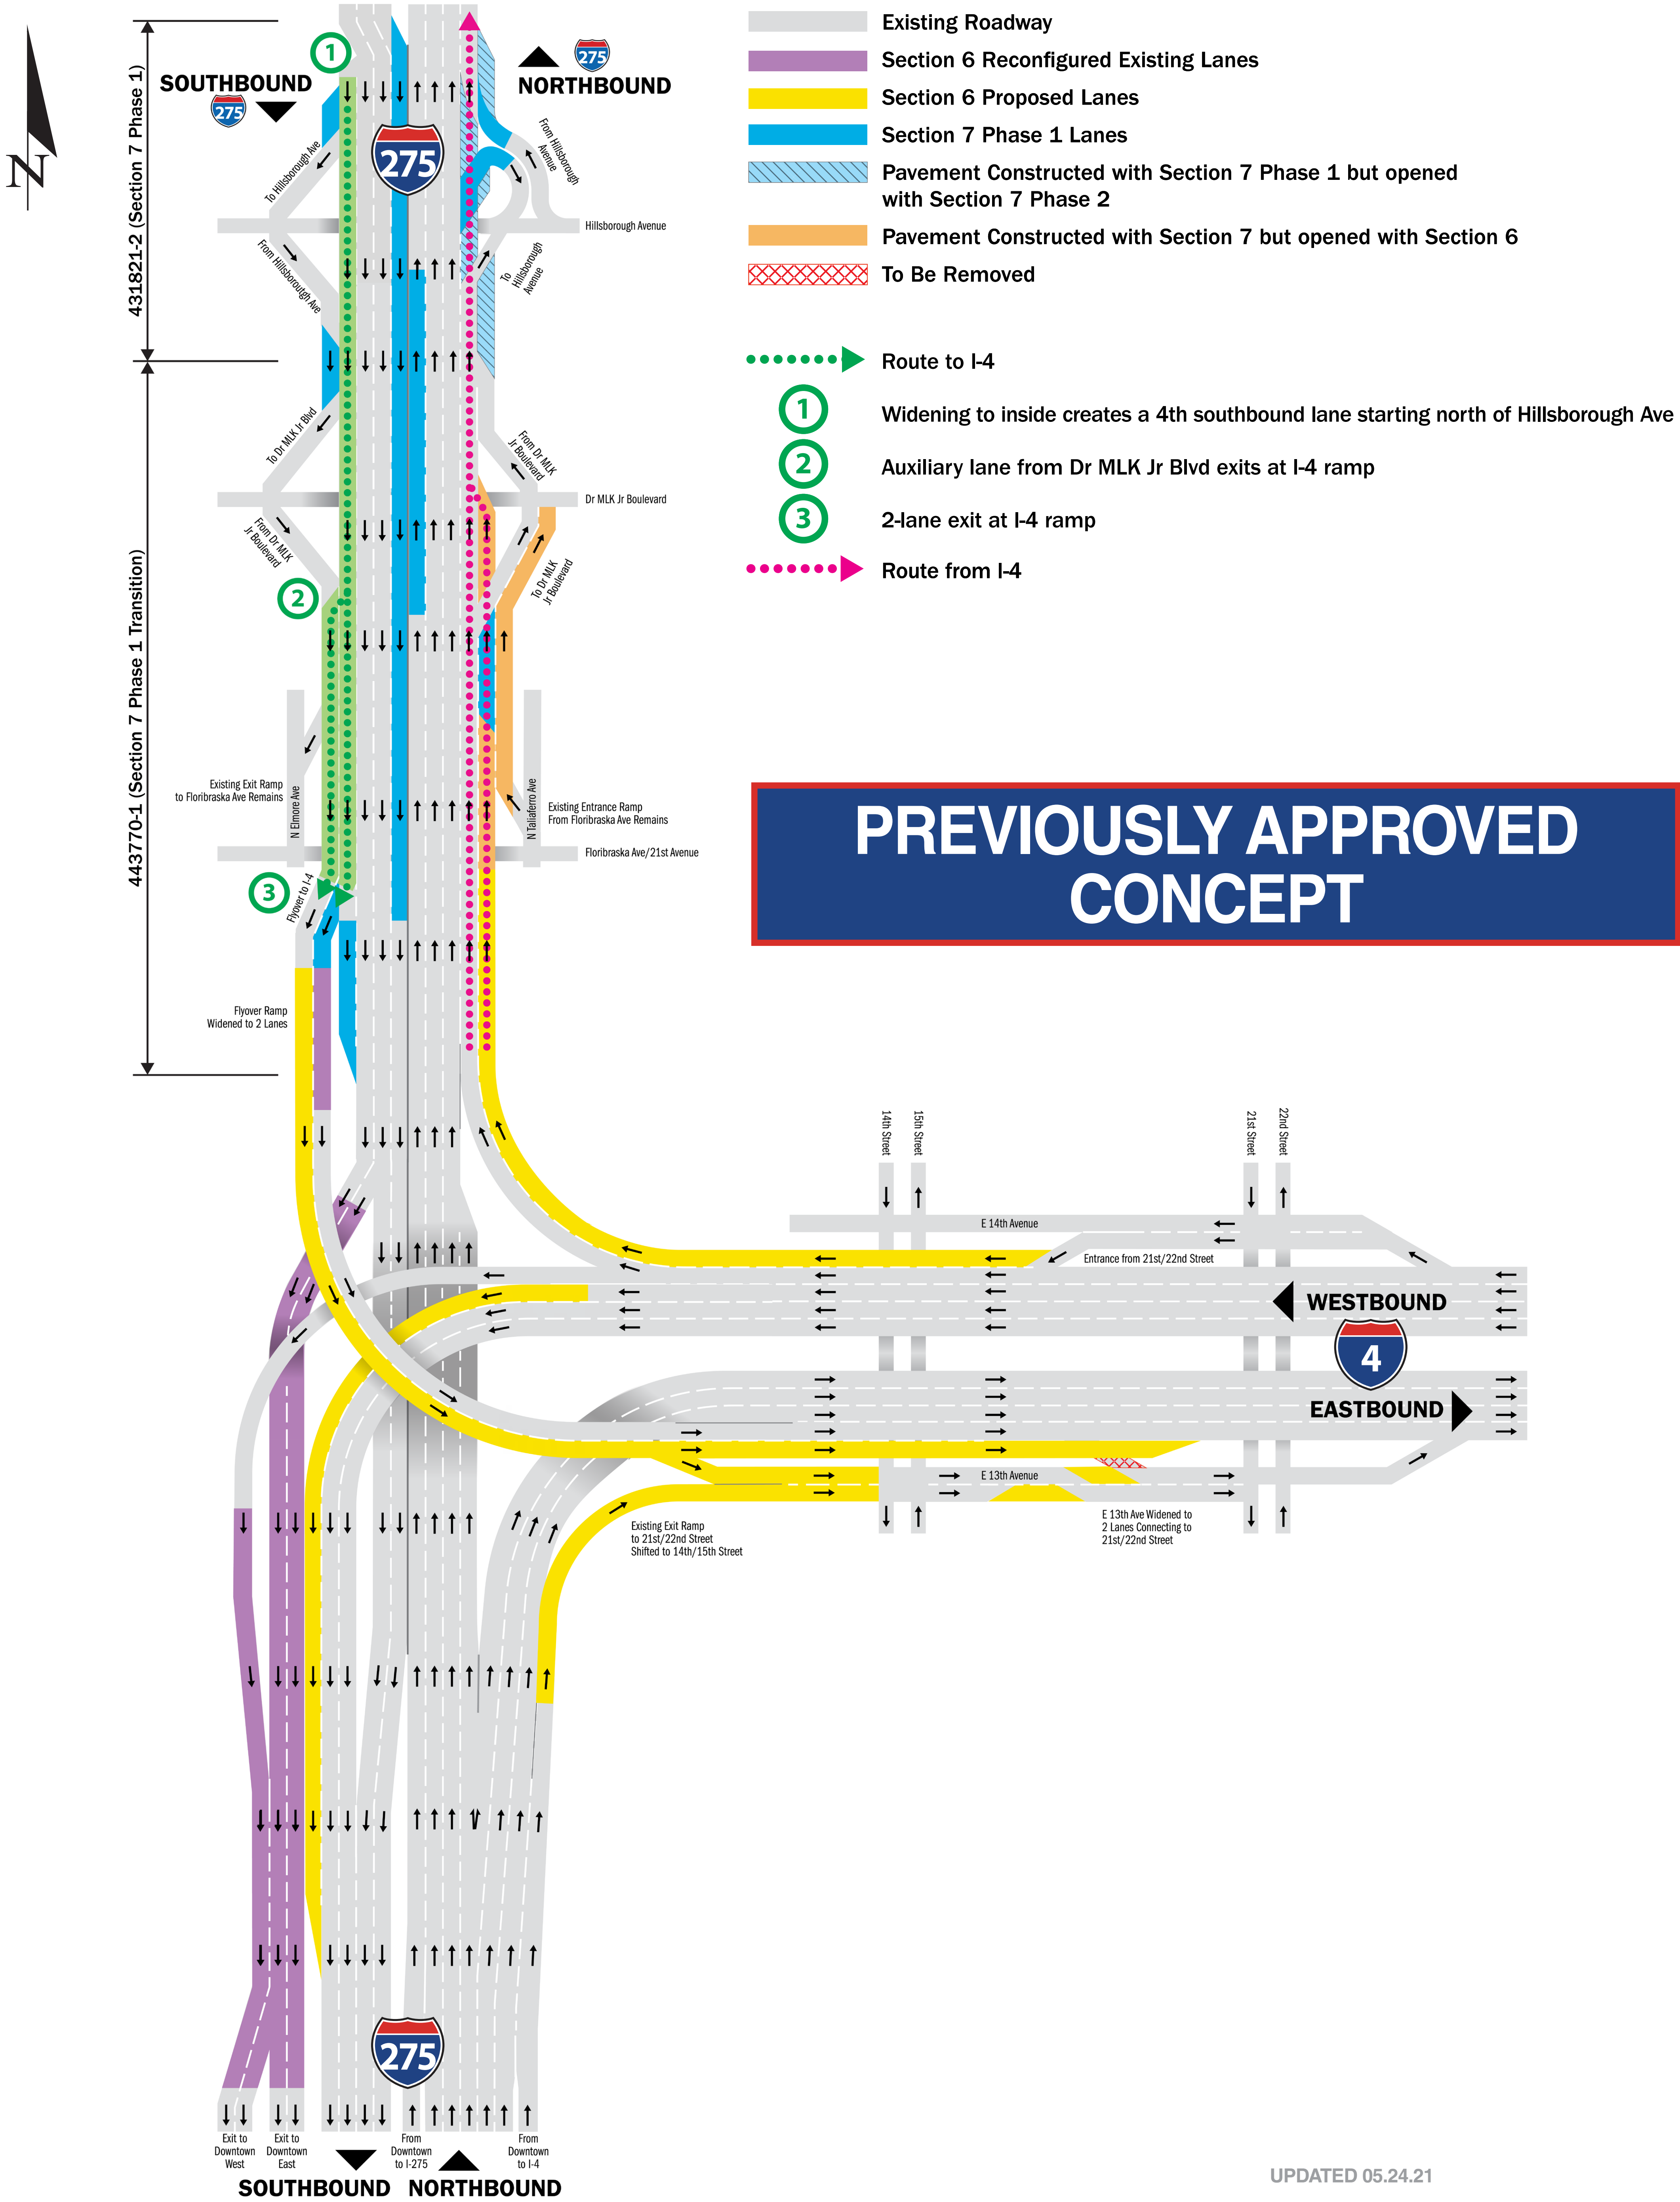 Existing Roadway
Section 6 Reconfigured Existing Lanes
Section 6 Proposed Lanes
Section 7 Phase 1 Lanes
Pavement Constructed with Section 7 Phase 1 but opened
with Section 7 Phase 2
Pavement Constructed with Section 7 but opened with Section 6
To Be Removed
Route to I-4
1
Widening to inside creates a 4th southbound lane starting north of Hillsborough Ave
2
Auxiliary lane from Dr MLK Jr Blvd exits at I-4 ramp
3
2-lane exit at I-4 ramp
Route from I-4
PREVIOUSLY APPROVED
CONCEPT
N
431821-2 (Section 7 Phase 1)
443770-1 (Section 7 Phase 1 Transition)
1
SOUTHBOUND
275
275
NORTHBOUND
275
To Hillsborough Ave
From Hillsborough
Avenue
Hillsborough Avenue
From Hillsboroutgh Ave
To
Hillsborough
Avenue
To Dr MLK Jr Blvd
From Dr MLK
Jr Boulevard
Dr MLK Jr Boulevard
From Dr MLK
Jr Boulevard
To Dr MLK
Jr Boulevard
2
Existing Exit Ramp
to Floribraska Ave Remains
N Elmore Ave
N Taliaferro Ave
Existing Entrance Ramp
From Floribraska Ave Remains
Floribraska Ave/21st Avenue
3
Flyover to I-4
Flyover Ramp
Widened to 2 Lanes
14th Street
15th Street
21st Street
22nd Street
E 14th Avenue
Entrance from 21st/22nd Street
WESTBOUND
4
EASTBOUND
E 13th Avenue
Existing Exit Ramp
to 21st/22nd Street
Shifted to 14th/15th Street
E 13th Ave Widened to
2 Lanes Connecting to
21st/22nd Street
275
Exit to
Downtown
West
Exit to
Downtown
East
From
Downtown
to I-275
From
Downtown
to I-4
SOUTHBOUND
NORTHBOUND
UPDATED 05.24.21